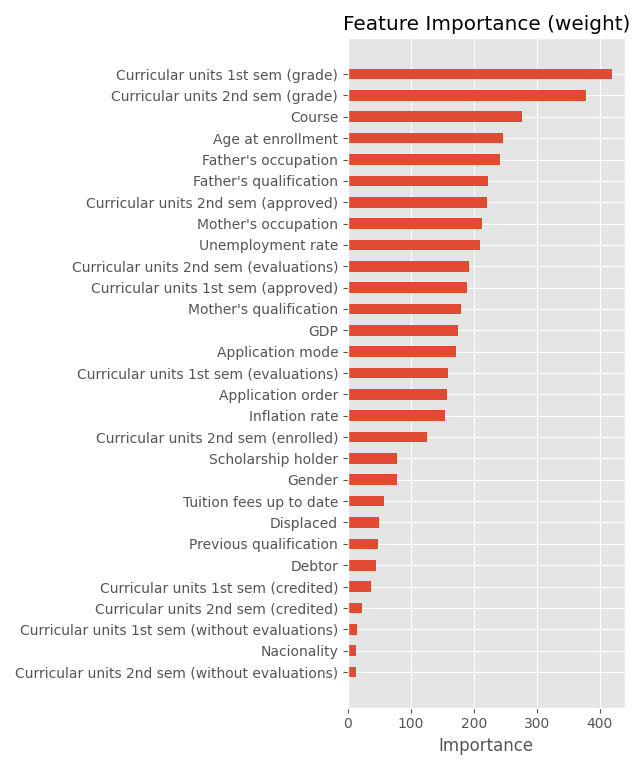 Feature Importance (weight)
Curricular units 1st sem (grade)
Curricular units 2nd sem (grade)
Course
Age at enrollment
Father's occupation
Father's qualification
Curricular units 2nd sem (approved)
Mother's occupation
Unemployment rate
Curricular units 2nd sem (evaluations)
Curricular units 1st sem (approved)
Mother's qualification
GDP
Application mode
Curricular units 1st sem (evaluations)
Application order
Inflation rate
Curricular units 2nd sem (enrolled)
Scholarship holder
Gender
Tuition fees up to date
Displaced
Previous qualification
Debtor
Curricular units 1st sem (credited)
Curricular units 2nd sem (credited)
Curricular units 1st sem (without evaluations)
Nacionality
Curricular units 2nd sem (without evaluations)
0 100 200 300 400
Importance